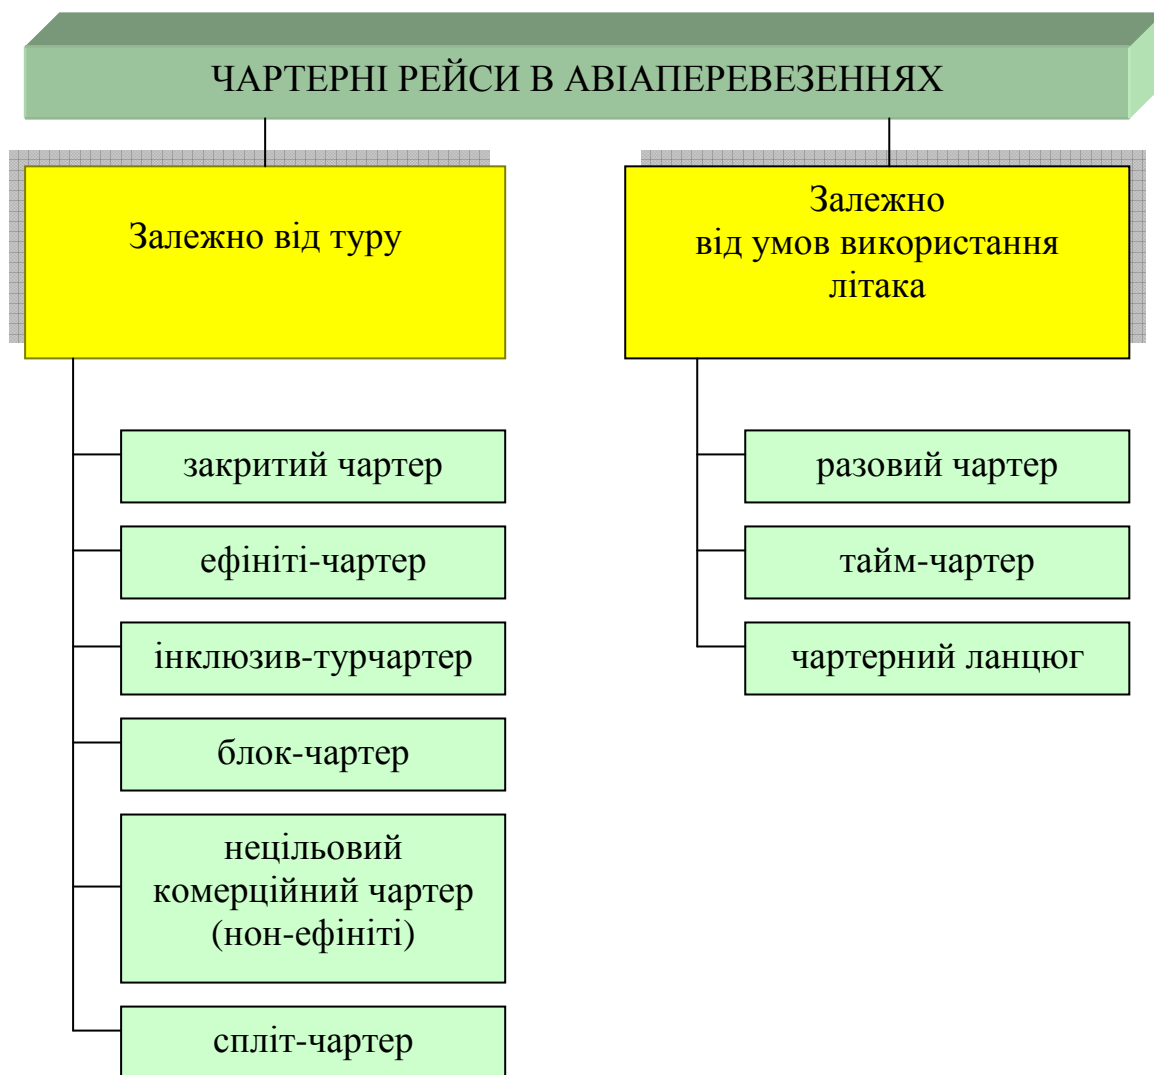 ЧАРТЕРНІ РЕЙСИ В АВІАПЕРЕВЕЗЕННЯХ
Залежно від туру
закритий чартер
ефініті-чартер
інклюзив-турчартер
блок-чартер
нецільовий
комерційний чартер
(нон-ефініті)
спліт-чартер
Залежно
від умов використання
літака
разовий чартер
тайм-чартер
чартерний ланцюг